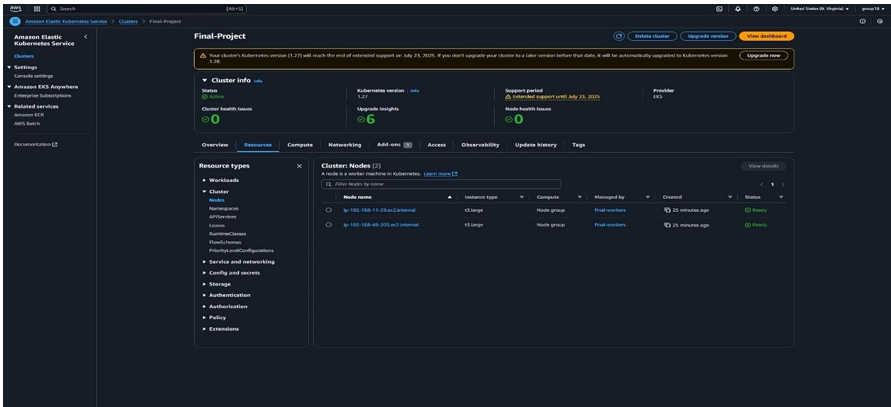 aws
Search
[Alt+S]
United States (N. Virginia)
group18
Amazon Elastic Kubernetes Service > Clusters > Final-Project
Amazon Elastic
Kubernetes Service
Clusters
Settings
Console settings
Amazon EKS Anywhere
Enterprise Subscriptions
Related services
Amazon ECR
AWS Batch
Documentation
Final-Project
Delete cluster
Upgrade version
View dashboard
Your cluster's Kubernetes version (1.27) will reach the end of extended support on July 23, 2025. If you don't upgrade your cluster to a later version before that date, it will be automatically upgraded to Kubernetes version
1.28.
Upgrade now
Cluster info Info
Status
Active
Kubernetes version Info
1.27
Support period
Extended support until July 23, 2025
Provider
EKS
Cluster health issues
0
Upgrade insights
6
Node health issues
0
Overview Resources Compute Networking Add-ons 1 Access Observability Update history Tags
Resource types
Workloads
Cluster
Nodes
Namespaces
APIServices
Leases
RuntimeClasses
FlowSchemas
PriorityLevelConfigurations
Service and networking
Config and secrets
Storage
Authentication
Authorization
Policy
Extensions
Cluster: Nodes (2)
View details
A node is a worker machine in Kubernetes. Learn more
Filter Nodes by name
1
Node name Instance type Compute Managed by Created Status
ip-192-168-11-29.ec2.internal t3.large Node group final-workers 25 minutes ago Ready
ip-192-168-49-205.ec2.internal t3.large Node group final-workers 25 minutes ago Ready